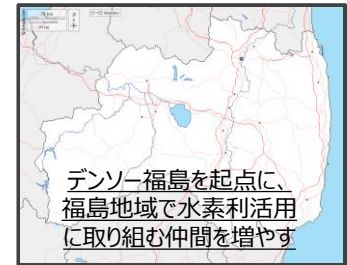 デンソー福島を起点に、
福島地域で水素利活用
に取り組む仲間を増やす